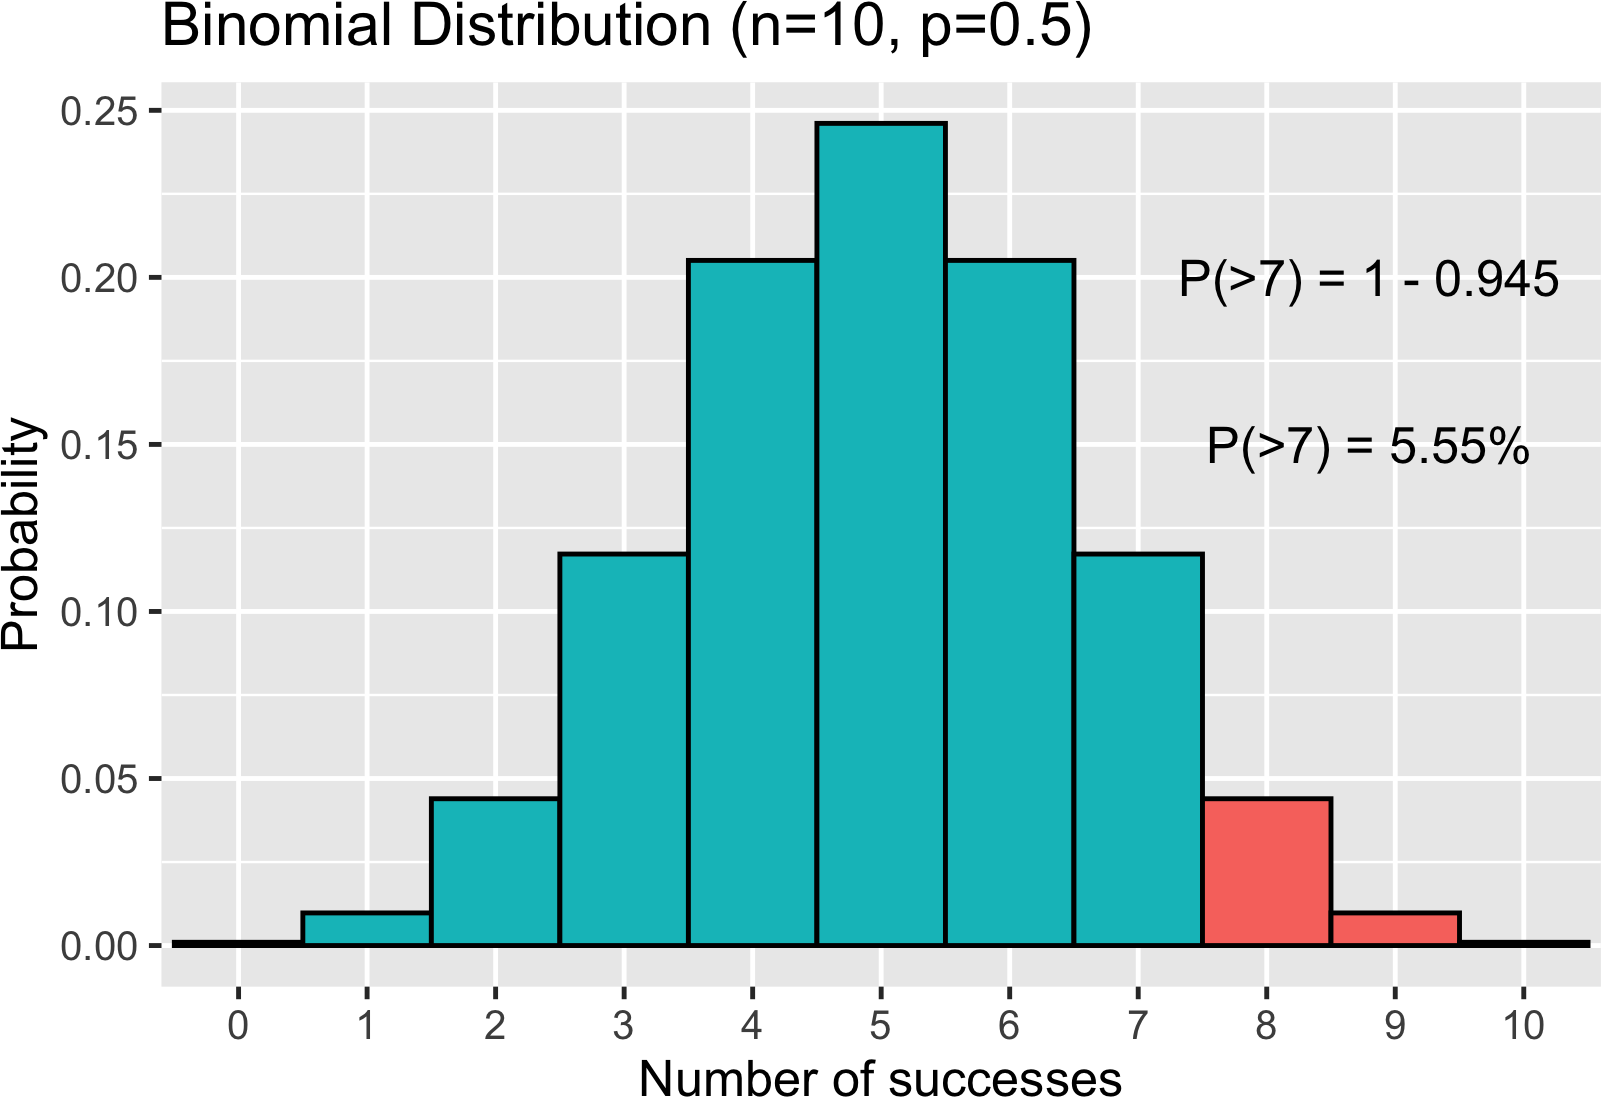 Binomial Distribution (n=10, p=0.5)
0.25
0.20
0.15
0.10
0.05
0.00
Probability
P(>7) = 1 - 0.945
P(>7) = 5.55%
0 1 2 3 4 5 6 7 8 9 10
Number of successes